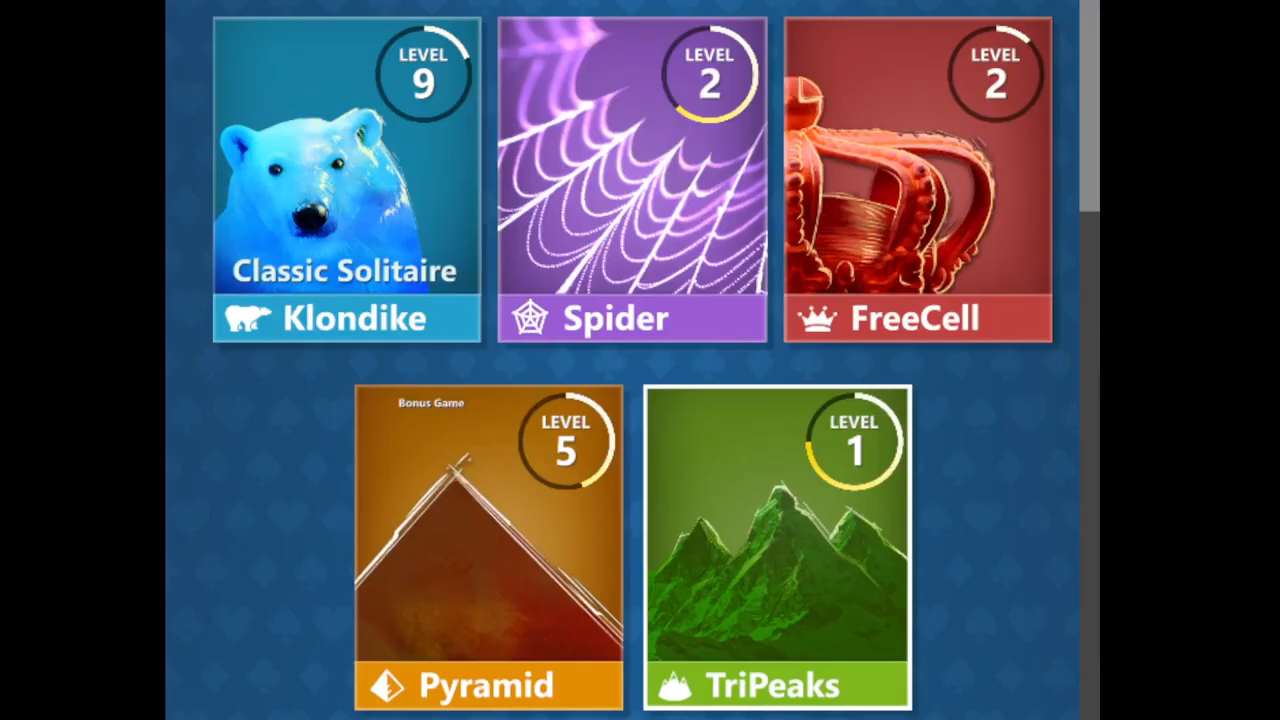 LEVEL
9
Classic Solitaire
Klondike
LEVEL
2
Spider
LEVEL
2
FreeCell
Bonus Game
LEVEL
5
Pyramid
LEVEL
1
TriPeaks